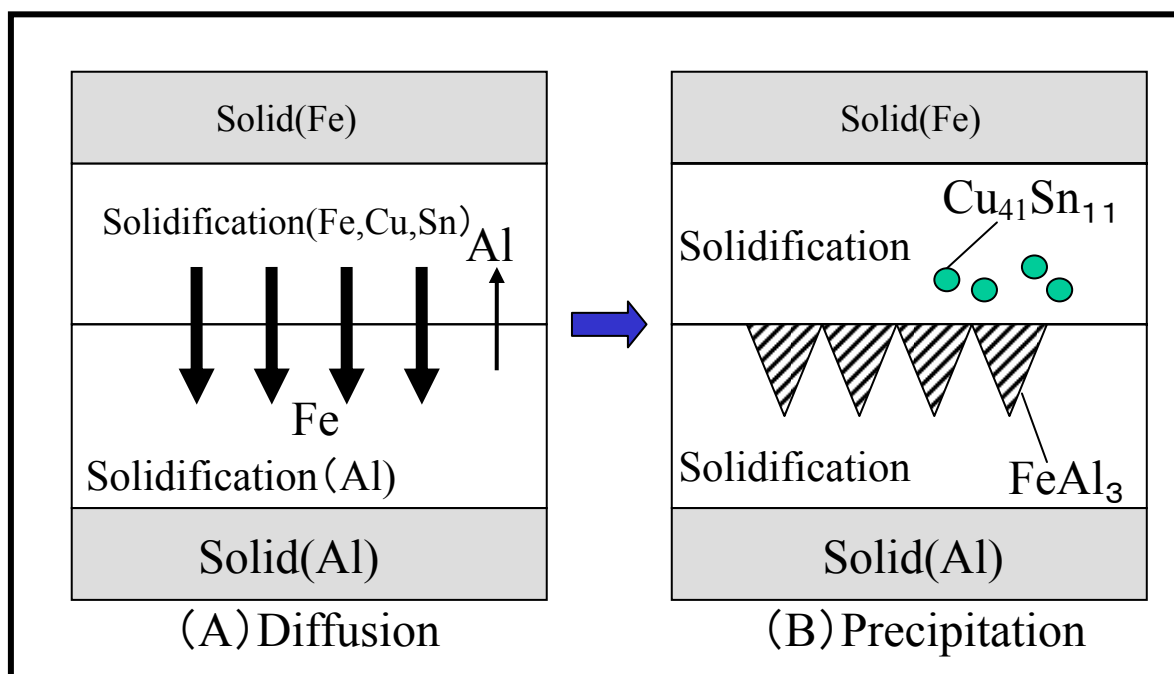 Solid(Fe)
Solidification(Fe,Cu,Sn)
Al
Fe
Solidification(Al)
Solid(Al)
(A)Diffusion
Solid(Fe)
Cu₄₁Sn₁₁
Solidification
Solidification
FeAl₃
Solid(Al)
(B)Precipitation